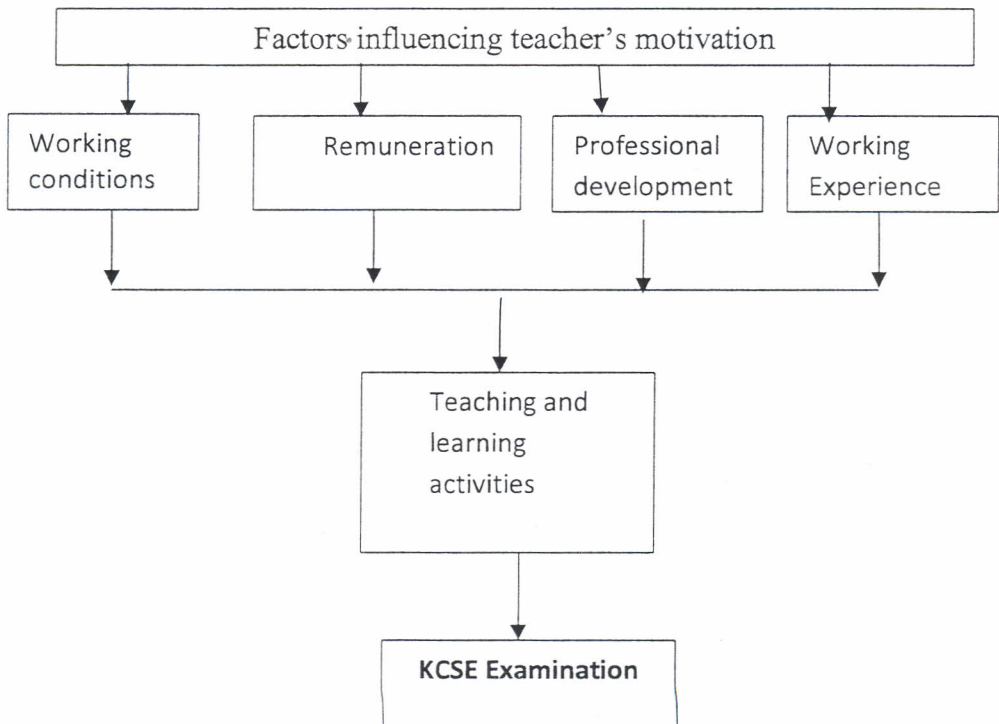 Factors influencing teacher's motivation
Working
conditions
Remuneration
Professional
development
Working
Experience
Teaching and
learning
activities
KCSE Examination